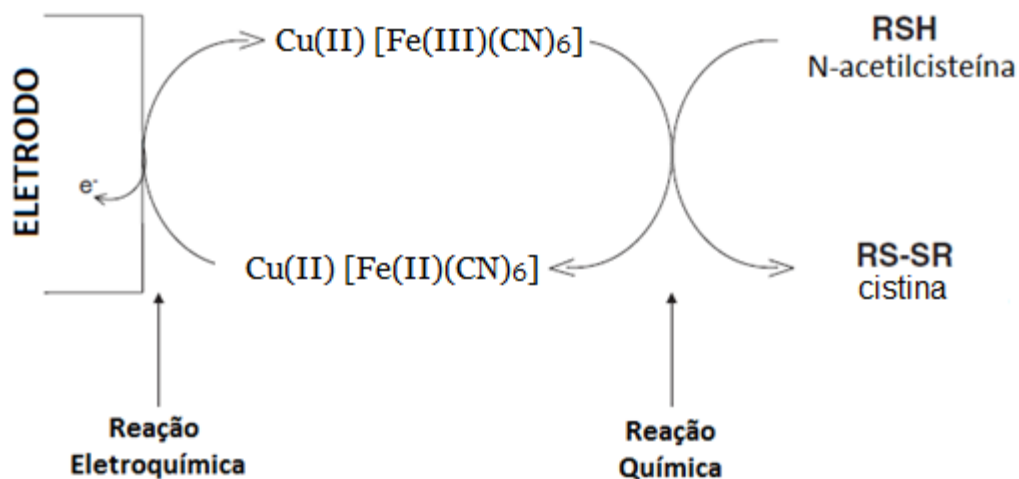 ELETRODO
e-
Cu(II) [Fe(III)(CN)6]
RSH
N-acetilcisteína
Cu(II) [Fe(II)(CN)6]
RS-SR
cistina
Reação
Eletroquímica
Reação
Química